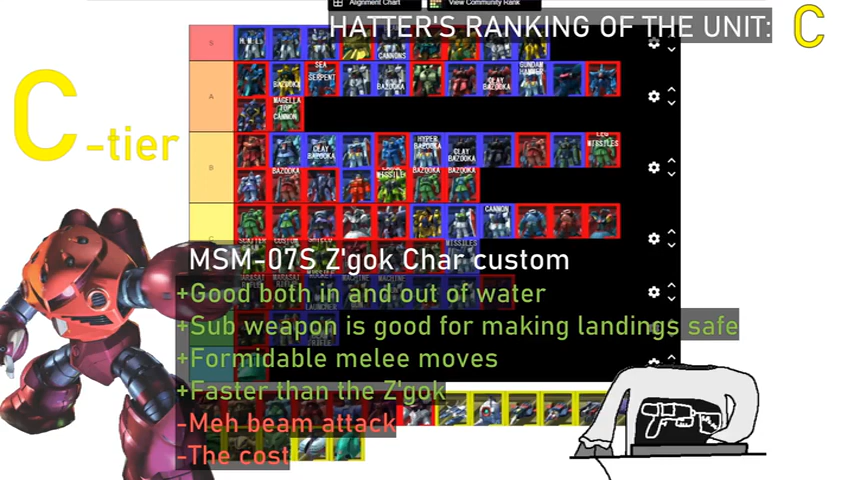 Alignment Chart
View Community Rank
HATTER'S RANKING OF THE UNIT: C
C-tier
S
CANNONS
A
BAZOOKA
SEA SERPENT
BAZOOKA
CLAY BAZOOKA
GUNDAM HAMMER
MAGELLA TOP CANNON
B
CLAY BAZOOKA
HYPER BAZOOKA
CLAY BAZOOKA
LEG MISSILES
BAZOOKA
BAZOOKA
BAZOOKA
CANNON
MISSILES
MSM-07S Z'gok Char custom
+Good both in and out of water
+Sub weapon is good for making landings safe
+Formidable melee moves
+Faster than the Z'gok
-Meh beam attack
-The cost